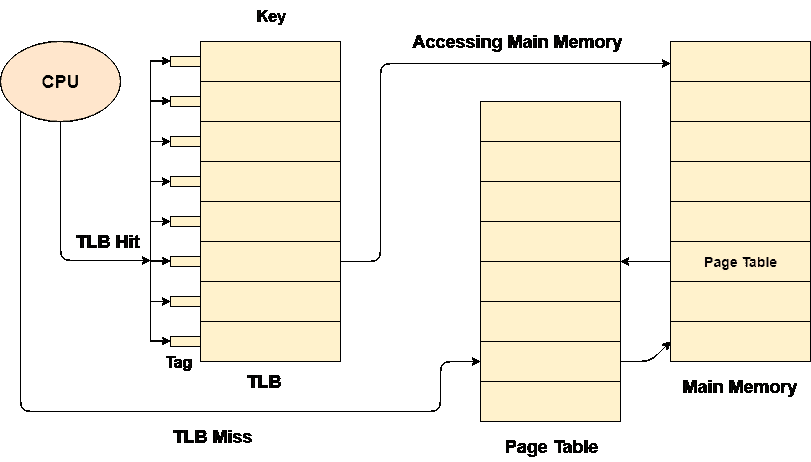 Key
Accessing Main Memory
CPU
TLB Hit
Page Table
Tag
TLB
Main Memory
TLB Miss
Page Table